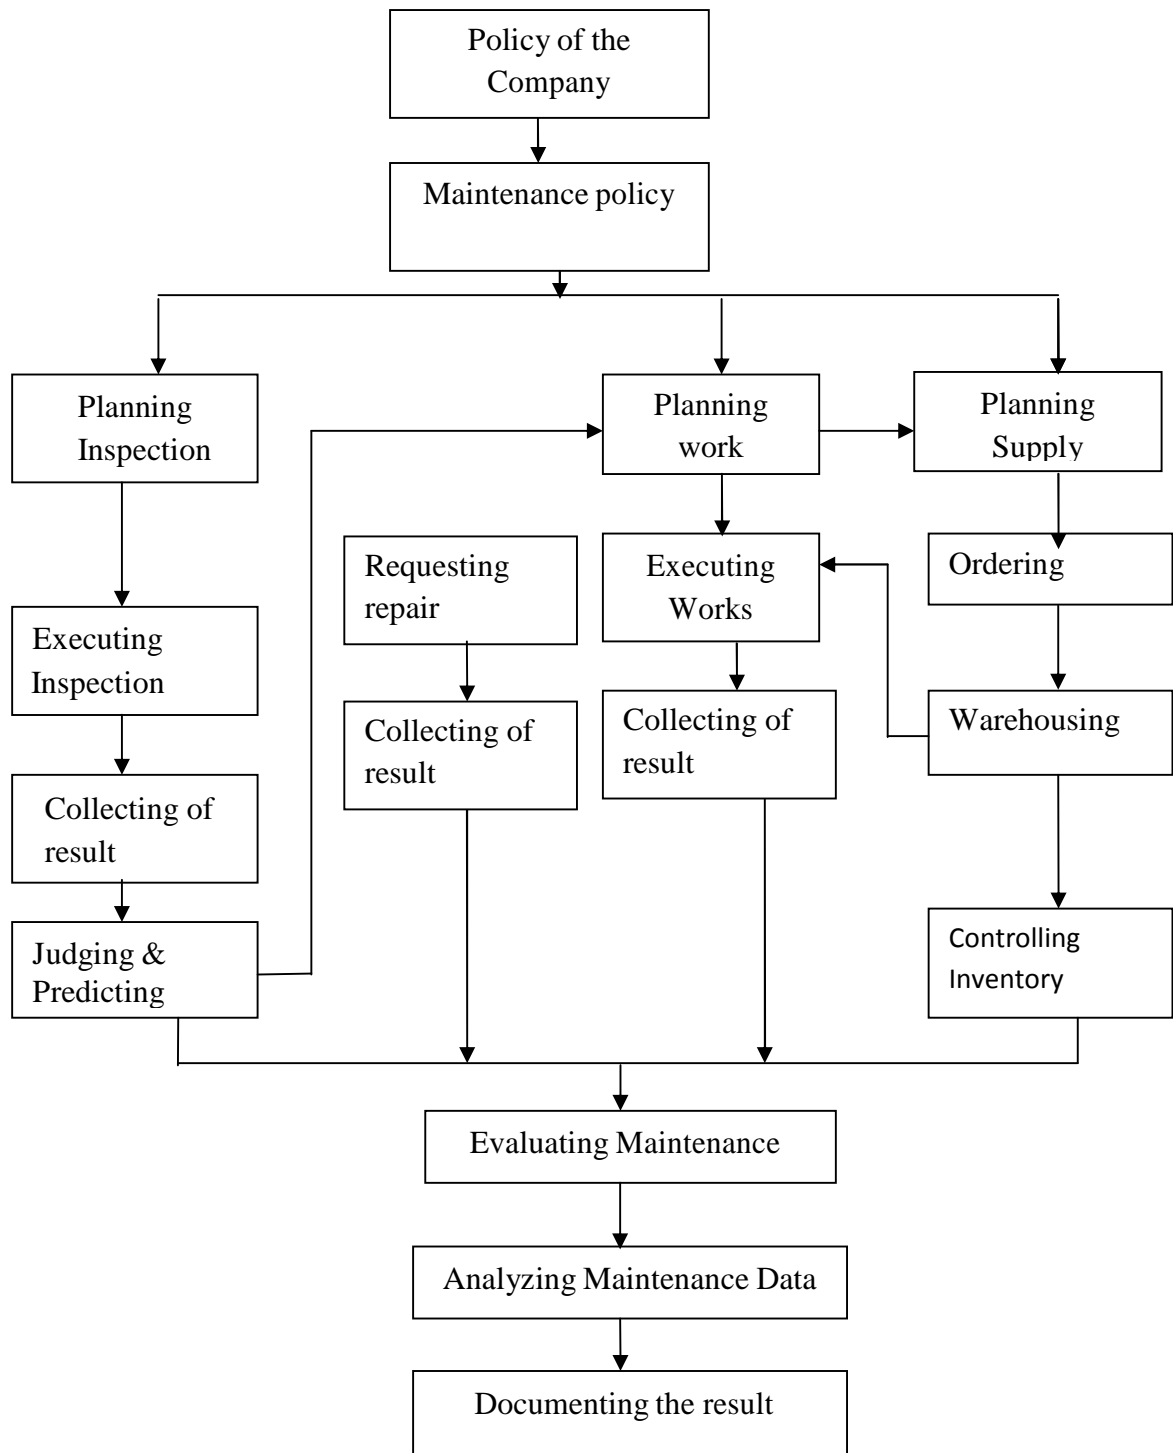 Policy of the
Company
Maintenance policy
Planning
Inspection
Planning
work
Planning
Supply
Requesting
repair
Executing
Works
Ordering
Executing
Inspection
Collecting of
result
Collecting of
result
Warehousing
Collecting of
result
Judging &
Predicting
Controlling
Inventory
Evaluating Maintenance
Analyzing Maintenance Data
Documenting the result